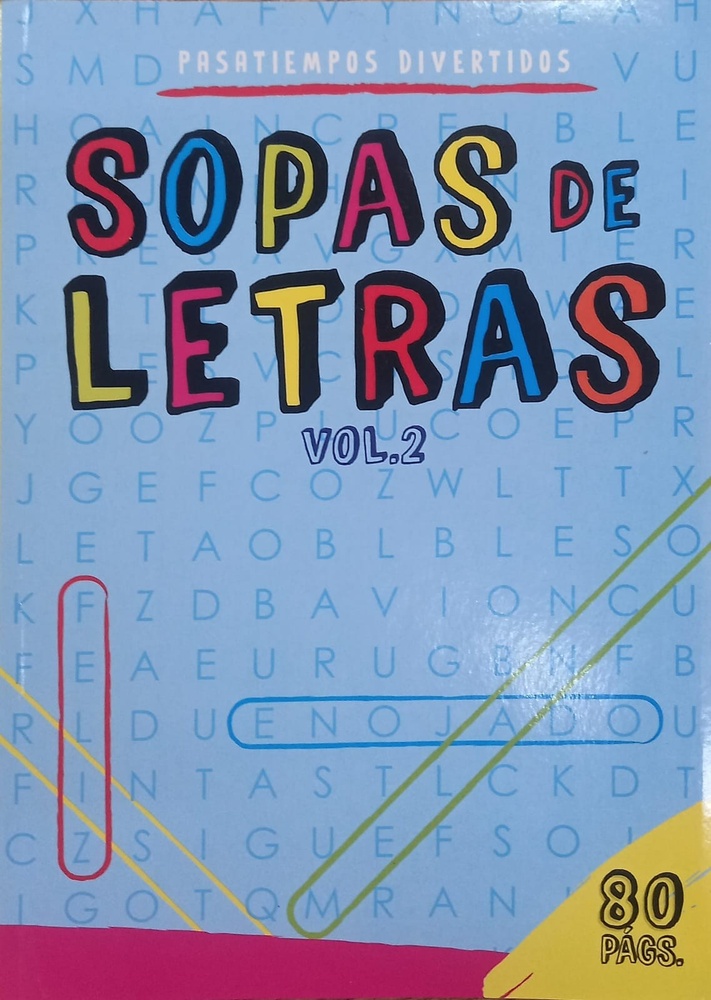 X H A F V Y N O E A H
S M D PASATIEMPOS DIVERTIDOS V U
SOPAS DE
LETRAS
VOL.2
Y O O Z P I U C O E P R
J G E F C O Z W L T T X
L E T A O B L B L E S O
K F Z D B A V I O N C U
F E A E U R U G B N F B
R L D U E N O J A D O U
F I N T A S T L C K D T
C Z S I G U E F S O
I G O T Q M R A N
80
PÁGS.